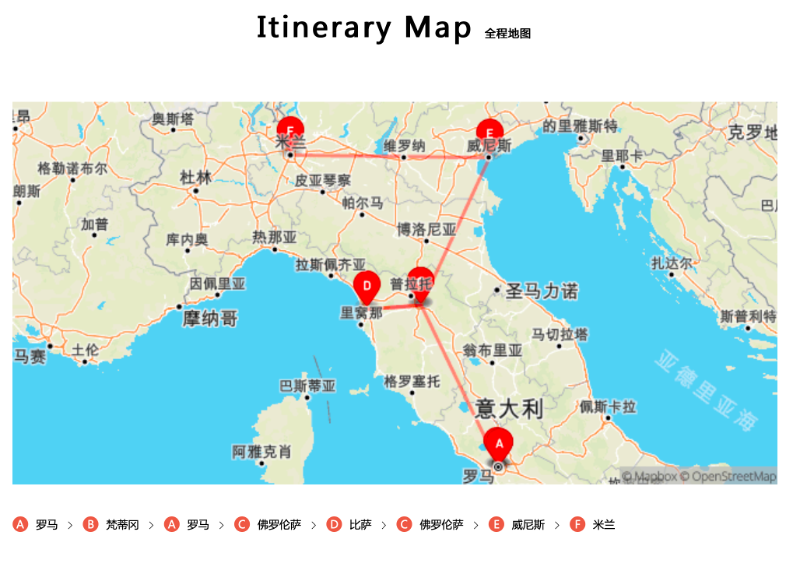 Itinerary Map 全程地图
奥斯塔
的里雅斯特
克罗地
F
米兰
维罗纳
E
威尼斯
里耶卡
格勒诺布尔
杜林
皮亚琴察
朗斯
帕尔马
加普
库内奥
热那亚
博洛尼亚
扎达尔
拉斯佩齐亚
D
普拉托
因佩里亚
圣马力诺
摩纳哥
里窝那
斯普利特
马赛
土伦
翁布里亚
马切拉塔
亚德里亚海
巴斯蒂亚
格罗塞托
意大利
佩斯卡拉
阿雅克肖
A
罗马
© Mapbox © OpenStreetMap
A 罗马 > B 梵蒂冈 > A 罗马 > C 佛罗伦萨 > D 比萨 > C 佛罗伦萨 > E 威尼斯 > F 米兰